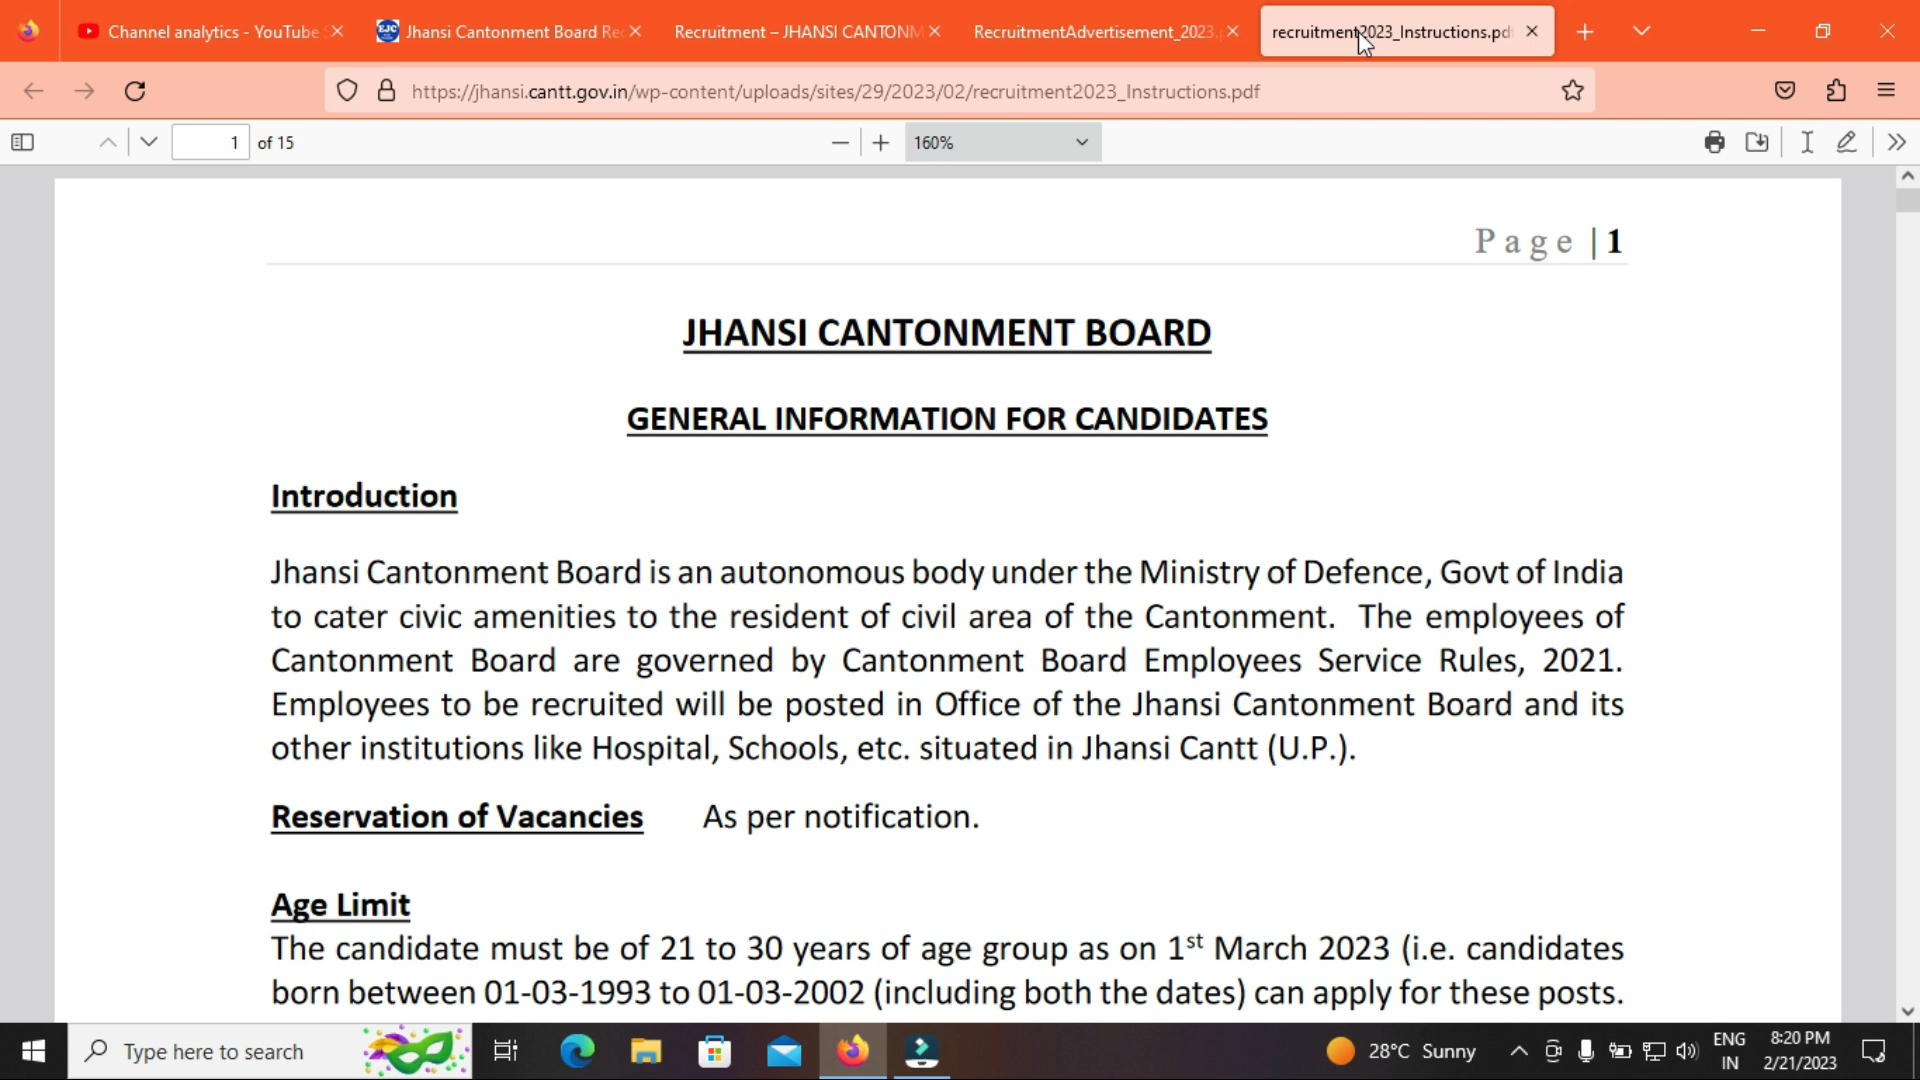 Channel analytics - YouTube
Jhansi Cantonment Board Re
Recruitment – JHANSI CANTONM
RecruitmentAdvertisement_2023.
recruitment2023_Instructions.pd
https://jhansi.cantt.gov.in/wp-content/uploads/sites/29/2023/02/recruitment2023_Instructions.pdf
1 of 15
160%
Page | 1
JHANSI CANTONMENT BOARD
GENERAL INFORMATION FOR CANDIDATES
Introduction
Jhansi Cantonment Board is an autonomous body under the Ministry of Defence, Govt of India
to cater civic amenities to the resident of civil area of the Cantonment. The employees of
Cantonment Board are governed by Cantonment Board Employees Service Rules, 2021.
Employees to be recruited will be posted in Office of the Jhansi Cantonment Board and its
other institutions like Hospital, Schools, etc. situated in Jhansi Cantt (U.P.).
Reservation of Vacancies As per notification.
Age Limit
The candidate must be of 21 to 30 years of age group as on 1st March 2023 (i.e. candidates
born between 01-03-1993 to 01-03-2002 (including both the dates) can apply for these posts.
Type here to search
28°C Sunny
ENG
IN
8:20 PM
2/21/2023